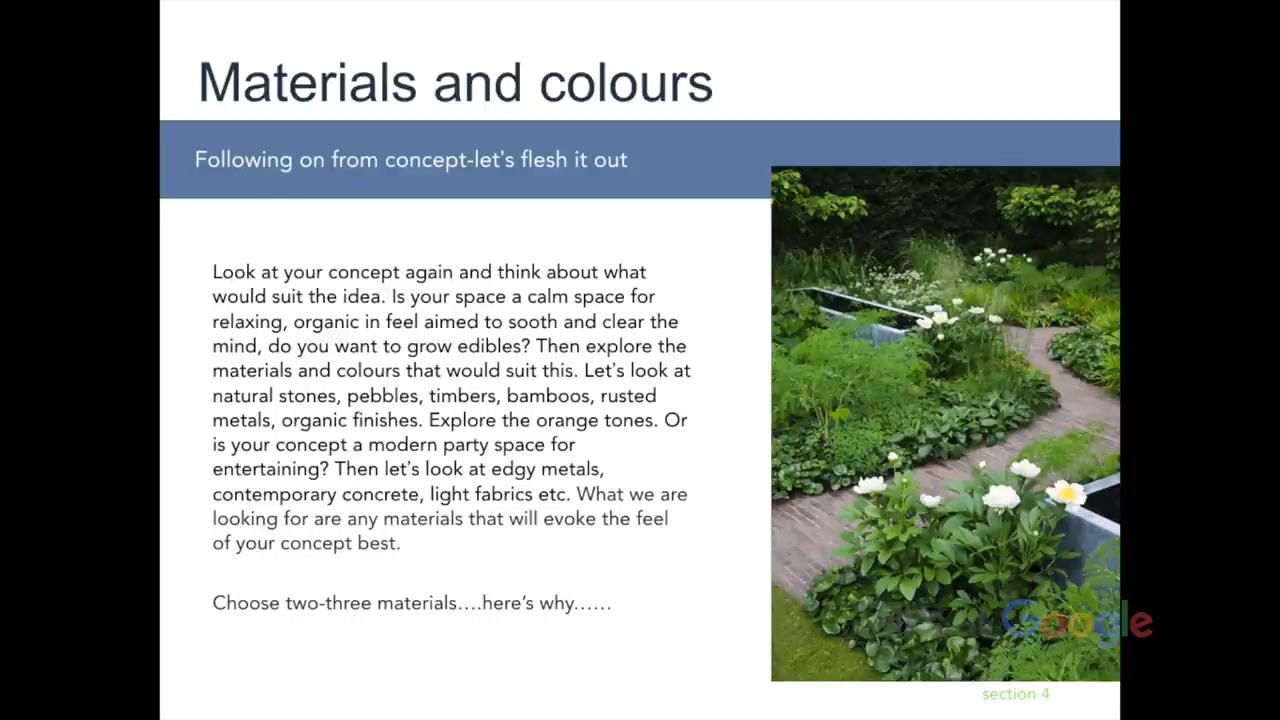 Materials and colours
Following on from concept-let's flesh it out
Look at your concept again and think about what
would suit the idea. Is your space a calm space for
relaxing, organic in feel aimed to sooth and clear the
mind, do you want to grow edibles? Then explore the
materials and colours that would suit this. Let's look at
natural stones, pebbles, timbers, bamboos, rusted
metals, organic finishes. Explore the orange tones. Or
is your concept a modern party space for
entertaining? Then let's look at edgy metals,
contemporary concrete, light fabrics etc. What we are
looking for are any materials that will evoke the feel
of your concept best.
Choose two-three materials....here's why......
Google
section 4